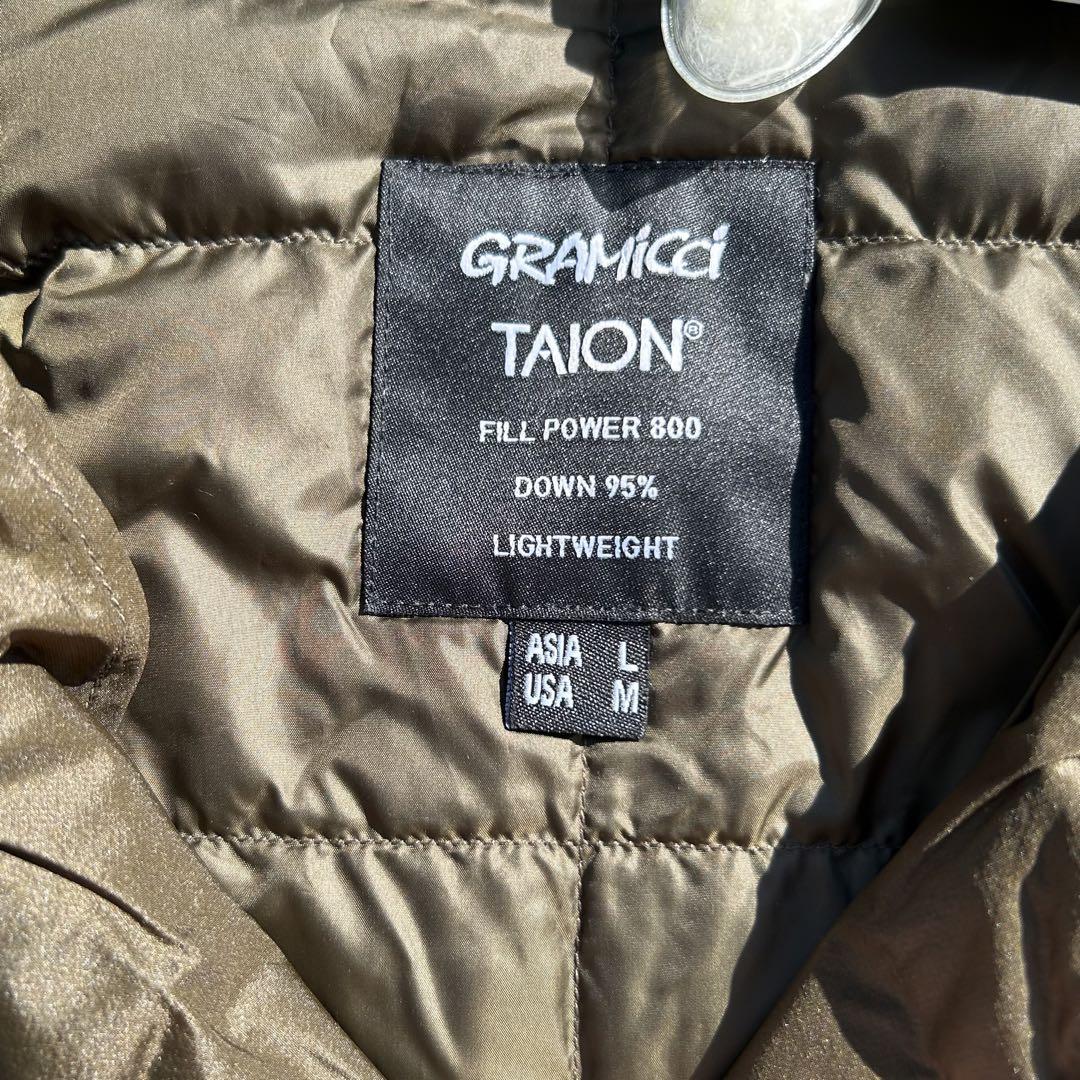 GRAMiCCi
TAION®
FILL POWER 800
DOWN 95%
LIGHTWEIGHT
ASIA L
USA M